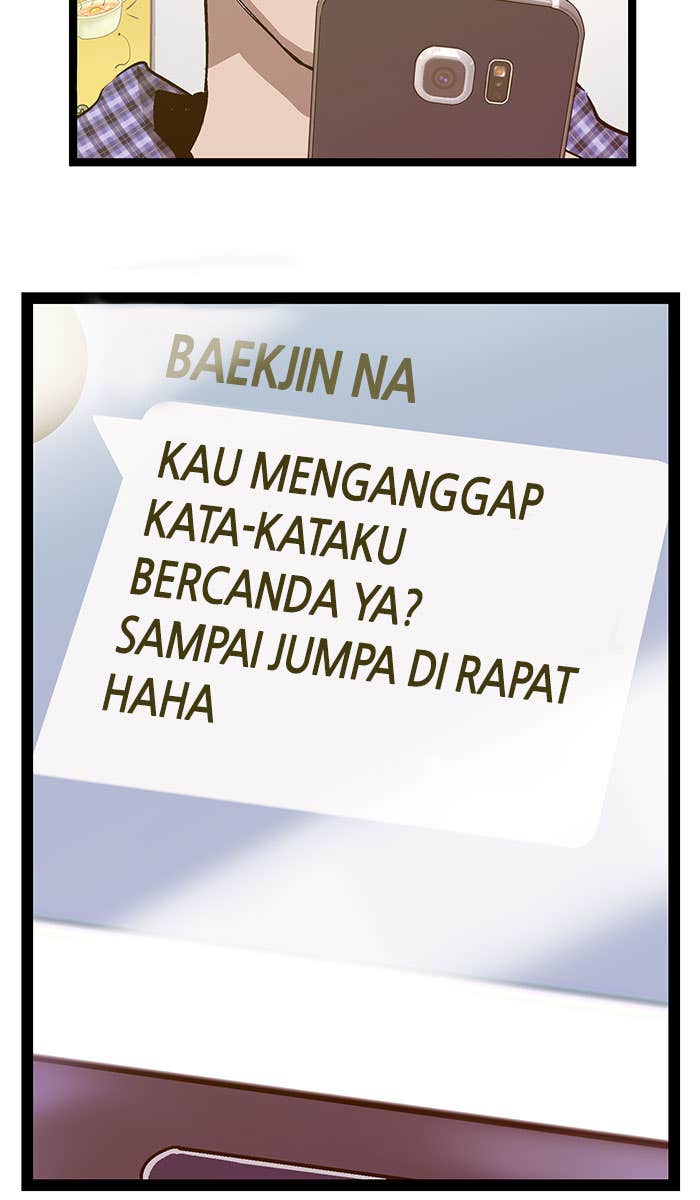 BAEKJIN NA
KAU MENGANGGAP
KATA-KATAKU
BERCANDA YA?
SAMPAI JUMPA DI RAPAT
HAHA